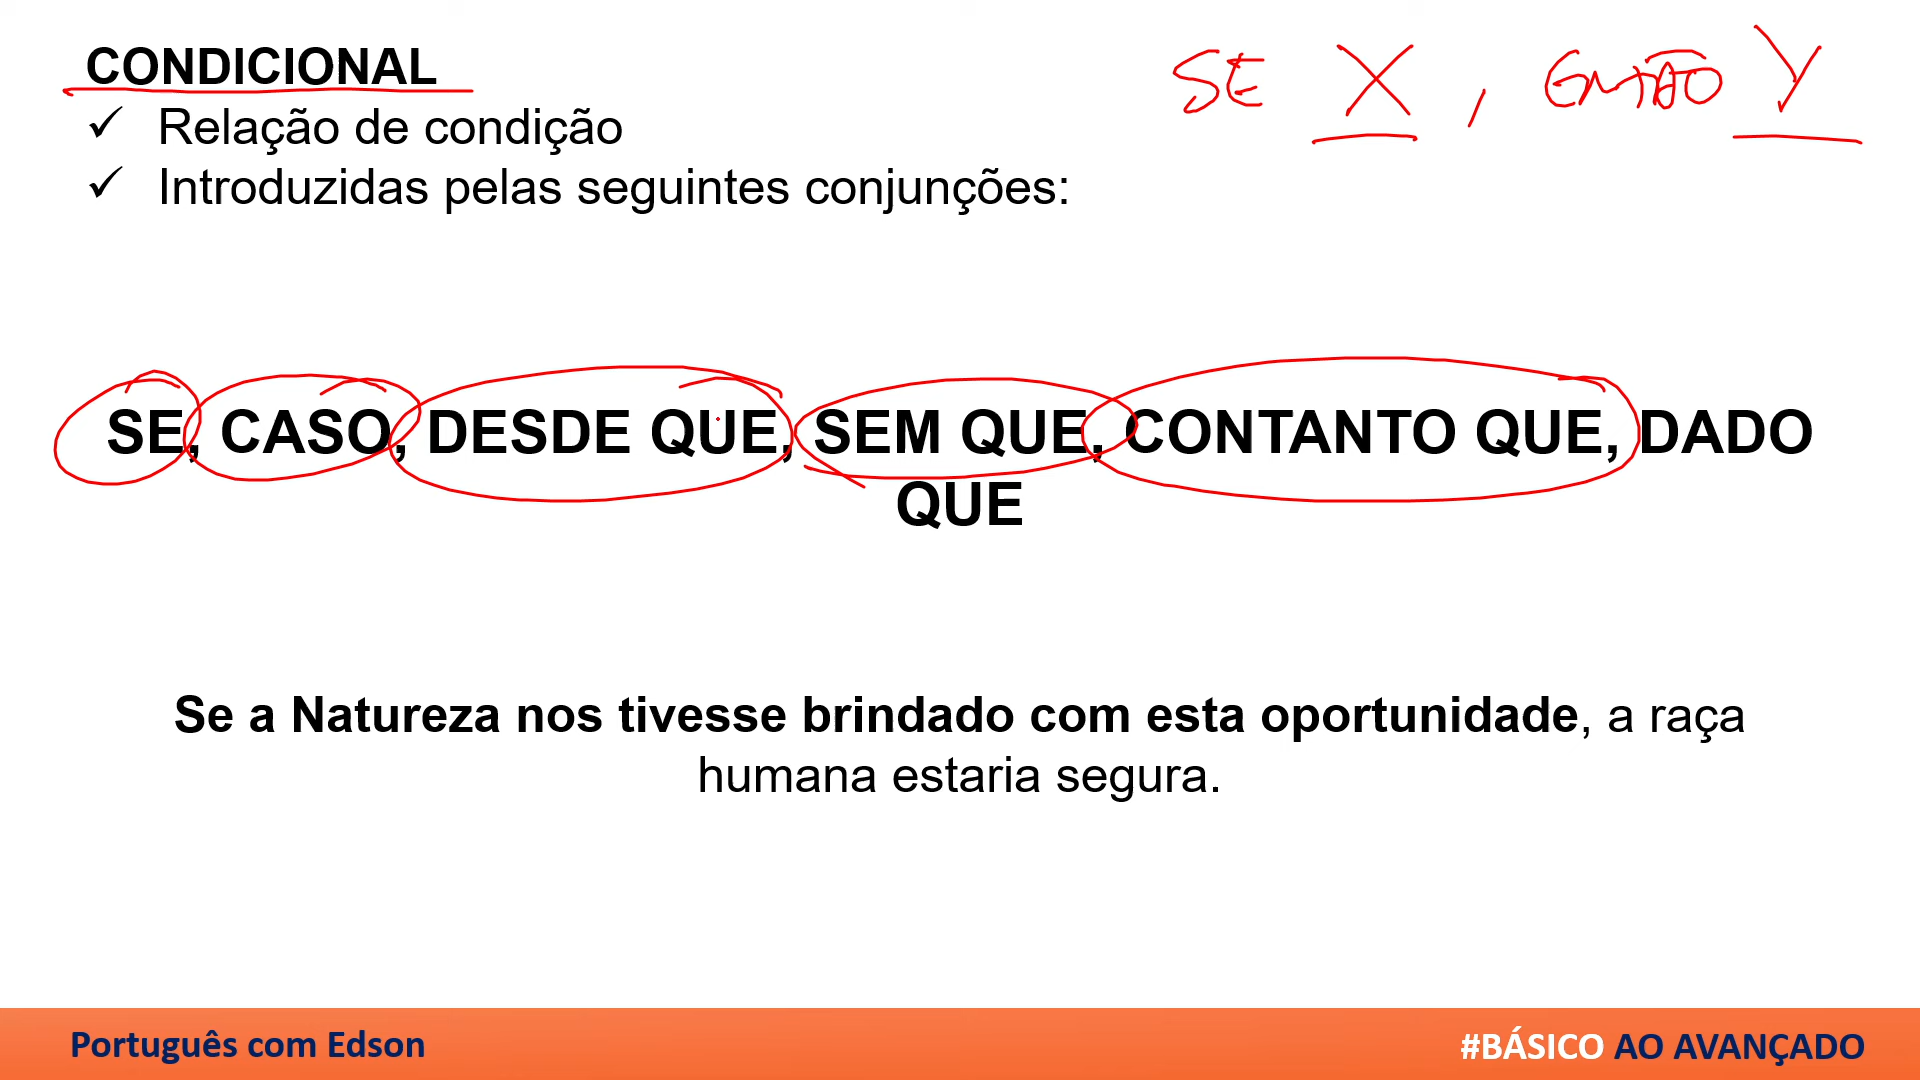 CONDICIONAL
SE X, ENTÃO Y
✓ Relação de condição
✓ Introduzidas pelas seguintes conjunções:
SE, CASO, DESDE QUE, SEM QUE, CONTANTO QUE, DADO
QUE
Se a Natureza nos tivesse brindado com esta oportunidade, a raça
humana estaria segura.
Português com Edson
#BÁSICO AO AVANÇADO